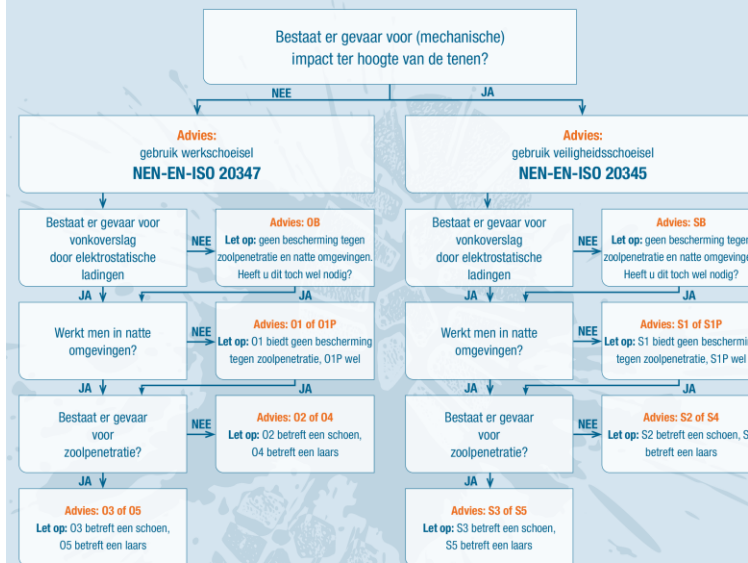 Bestaat er gevaar voor (mechanische)
impact ter hoogte van de tenen?
NEE
JA
Advies:
gebruik werkschoeisel
NEN-EN-ISO 20347
Advies:
gebruik veiligheidsschoeisel
NEN-EN-ISO 20345
Bestaat er gevaar voor
vonkoverslag
door elektrostatische
ladingen
NEE
Advies: OB
Let op: geen bescherming tegen
zoolpenetratie en natte omgevingen.
Heeft u dit toch wel nodig?
JA
JA
Werkt men in natte
omgevingen?
NEE
Advies: O1 of O1P
Let op: O1 biedt geen bescherming
tegen zoolpenetratie, O1P wel
JA
JA
Bestaat er gevaar
voor
zoolpenetratie?
NEE
Advies: O2 of O4
Let op: O2 betreft een schoen,
O4 betreft een laars
JA
Advies: O3 of O5
Let op: O3 betreft een schoen,
O5 betreft een laars
Bestaat er gevaar voor
vonkoverslag
door elektrostatische
ladingen
NEE
Advies: SB
Let op: geen bescherming tegen
zoolpenetratie en natte
Heeft u dit toch wel nodig?
JA
JA
Werkt men in natte
omgevingen?
NEE
Advies: S1 of S1P
Let op: S1 biedt geen
tegen zoolpenetratie, S1P wel
JA
JA
Bestaat er gevaar
voor
zoolpenetratie?
NEE
Advies: S2 of S4
Let op: S2 betreft een schoen,
betreft een laars
JA
Advies: S3 of S5
Let op: S3 betreft een schoen,
S5 betreft een laars